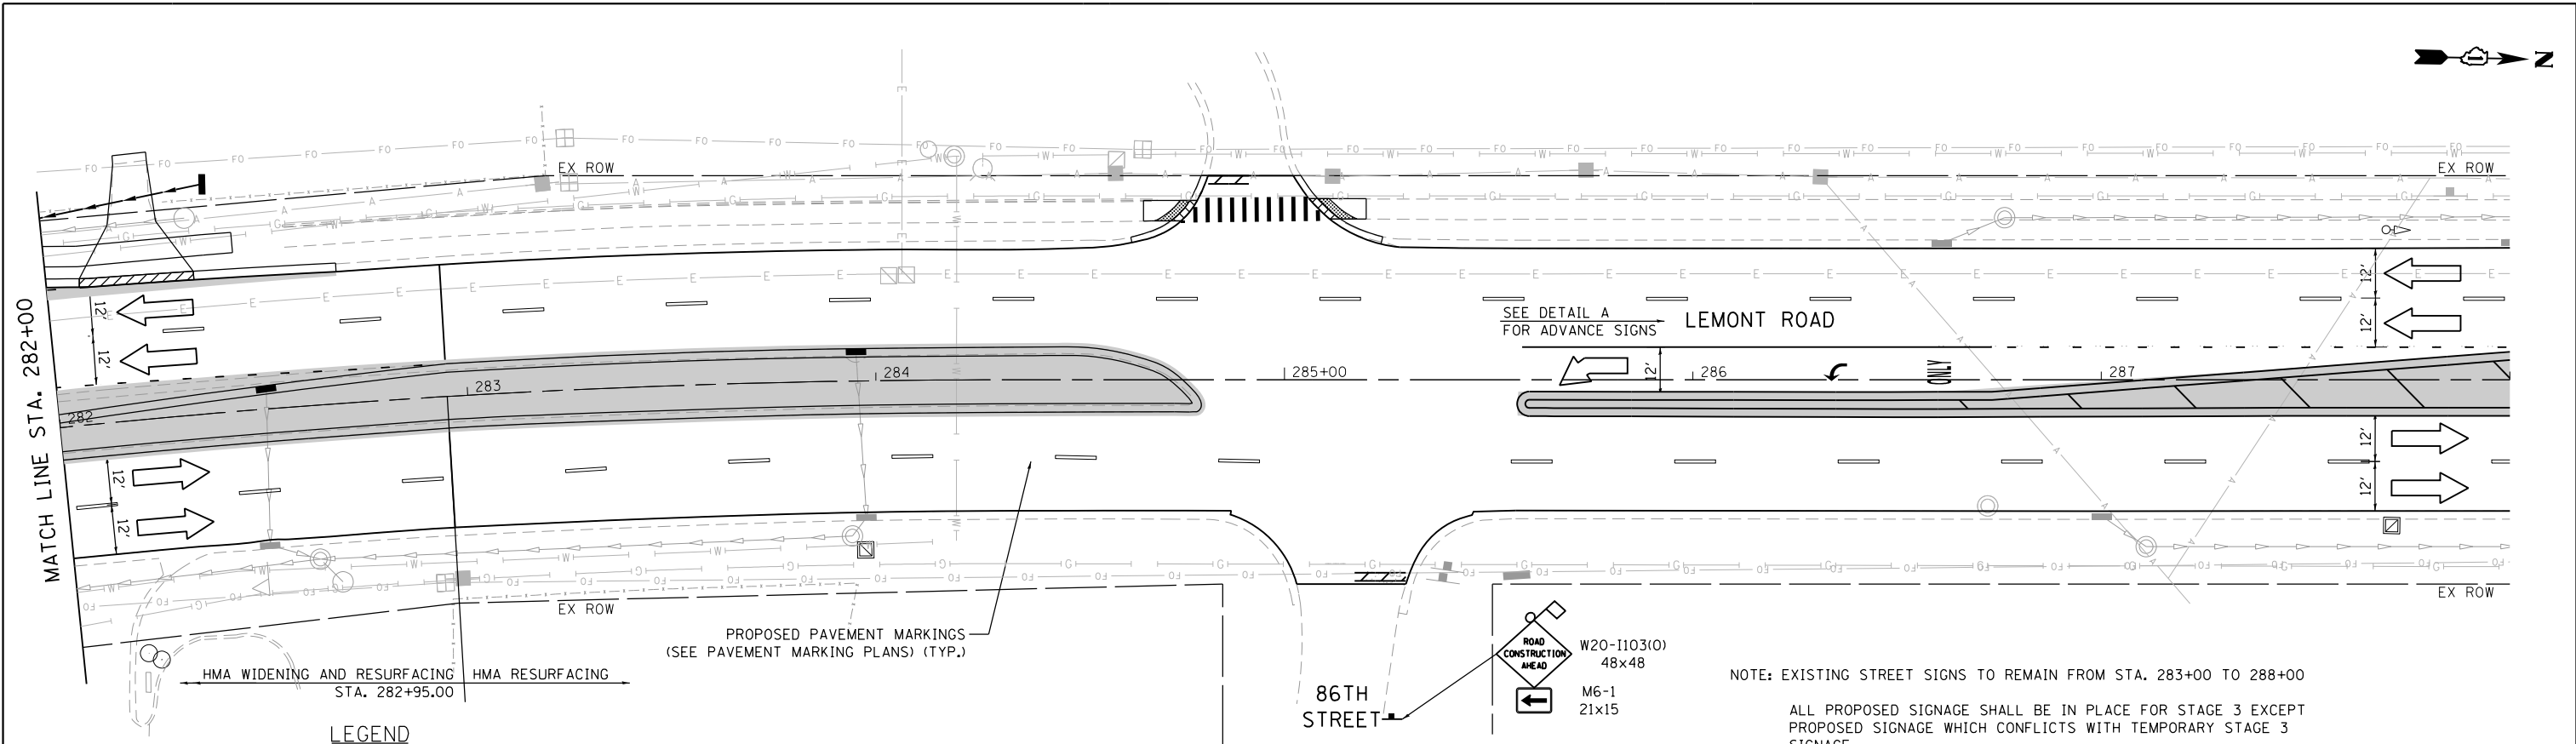 N
EX ROW
EX ROW
MATCH LINE STA. 282+00
12'
12'
12'
12'
SEE DETAIL A
FOR ADVANCE SIGNS
LEMONT ROAD
12'
12'
282
283
284
285+00
286
287
12'
ONLY
12'
12'
EX ROW
EX ROW
PROPOSED PAVEMENT MARKINGS
(SEE PAVEMENT MARKING PLANS) (TYP.)
HMA WIDENING AND RESURFACING
HMA RESURFACING
STA. 282+95.00
LEGEND
86TH
STREET
ROAD
CONSTRUCTION
AHEAD
W20-I103(O)
48x48
M6-1
21x15
NOTE: EXISTING STREET SIGNS TO REMAIN FROM STA. 283+00 TO 288+00
ALL PROPOSED SIGNAGE SHALL BE IN PLACE FOR STAGE 3 EXCEPT
PROPOSED SIGNAGE WHICH CONFLICTS WITH TEMPORARY STAGE 3
SIGNAGE